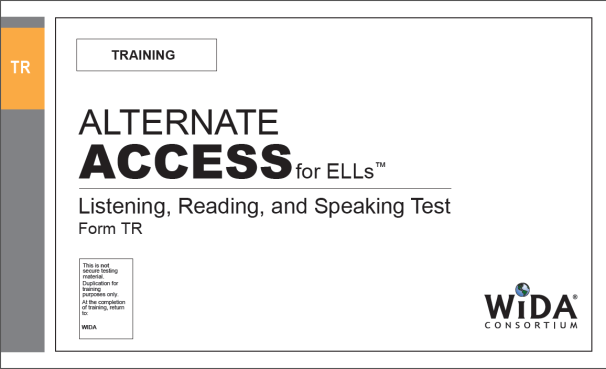 TR
TRAINING
ALTERNATE
ACCESS for ELLs™
Listening, Reading, and Speaking Test
Form TR
This is not
secure testing
material.
Duplication for
training
purposes only.
At the completion
of training, return
to:
WIDA
WiDA®
CONSORTIUM